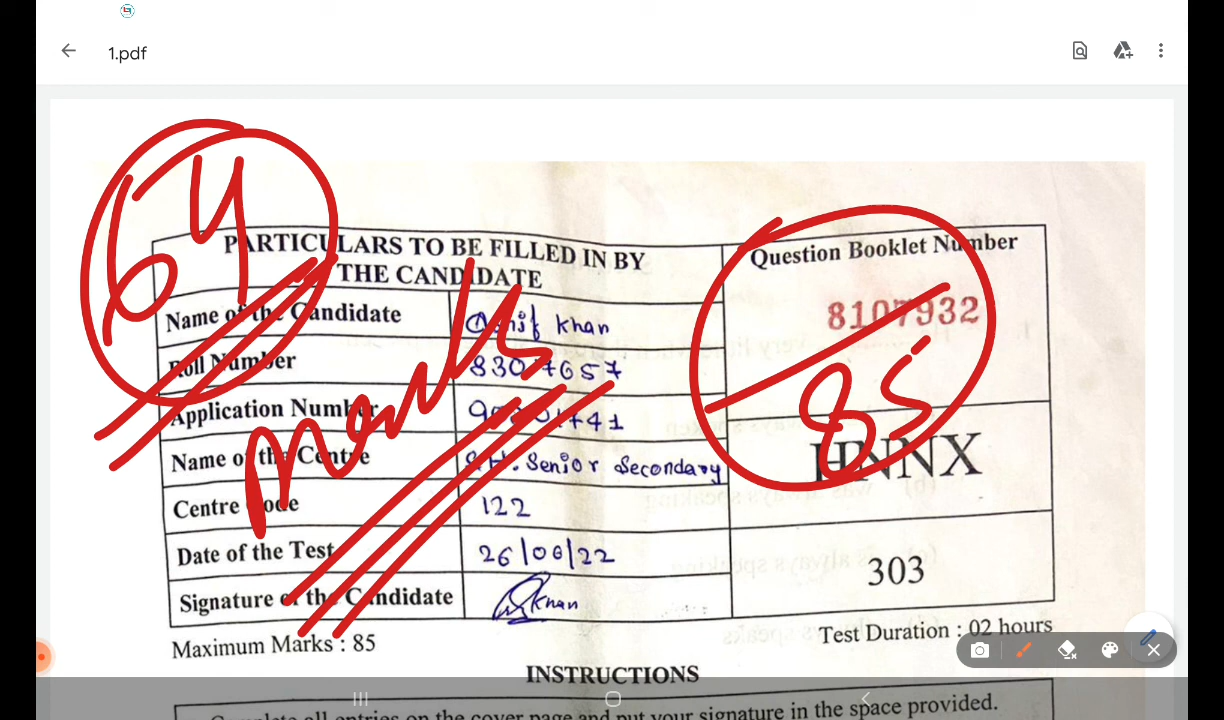 1.pdf
64
Marks
85
PARTICULARS TO BE FILLED IN BY
THE CANDIDATE
Name of the Candidate
Khan
Roll Number
83027657
Application Number
Name of the Centre
Senior Secondary
Centre Code
122
Date of the Test
26/06/22
Signature of the Candidate
Khan
Question Booklet Number
8107932
HNNX
303
Maximum Marks : 85
Test Duration : 02 hours
INSTRUCTIONS
Complete all entries on the cover page and put your signature in the space provided.